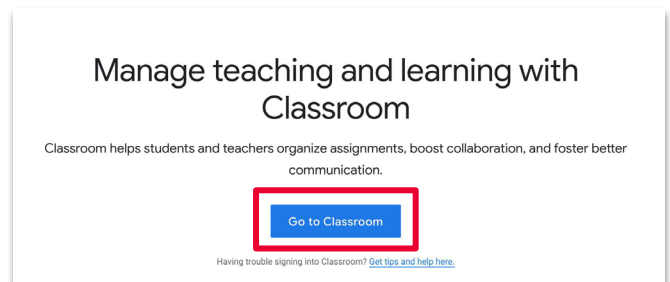 Manage teaching and learning with
Classroom
Classroom helps students and teachers organize assignments, boost collaboration, and foster better
communication.
Go to Classroom
Having trouble signing into Classroom? Get tips and help here.